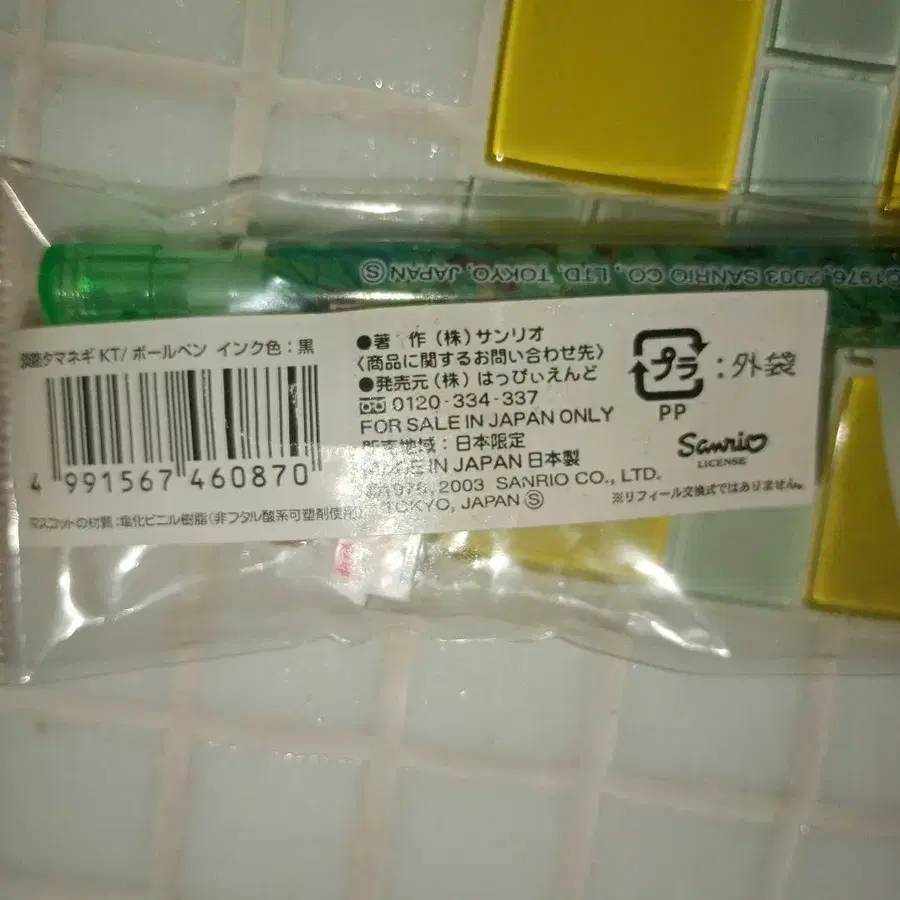 ©1976, 2003 SANRIO CO., LTD. TOKYO, JAPAN Ⓢ
タマネギ KT/ ボールペン インク色:黒
4 991567 460870
マスコットの材質:塩化ビニル樹脂(非フタル酸系可塑剤使用)
●著 作 (株) サンリオ
〈商品に関するお問い合わせ先〉
●発売元 (株) はっぴぃえんど
0120-334-337
FOR SALE IN JAPAN ONLY
販売地域:日本限定
MADE IN JAPAN 日本製
©1976, 2003 SANRIO CO., LTD.
TOKYO, JAPAN Ⓢ
プラ:外袋
PP
Sanrio
LICENSE
※リフィール交換式ではありません。